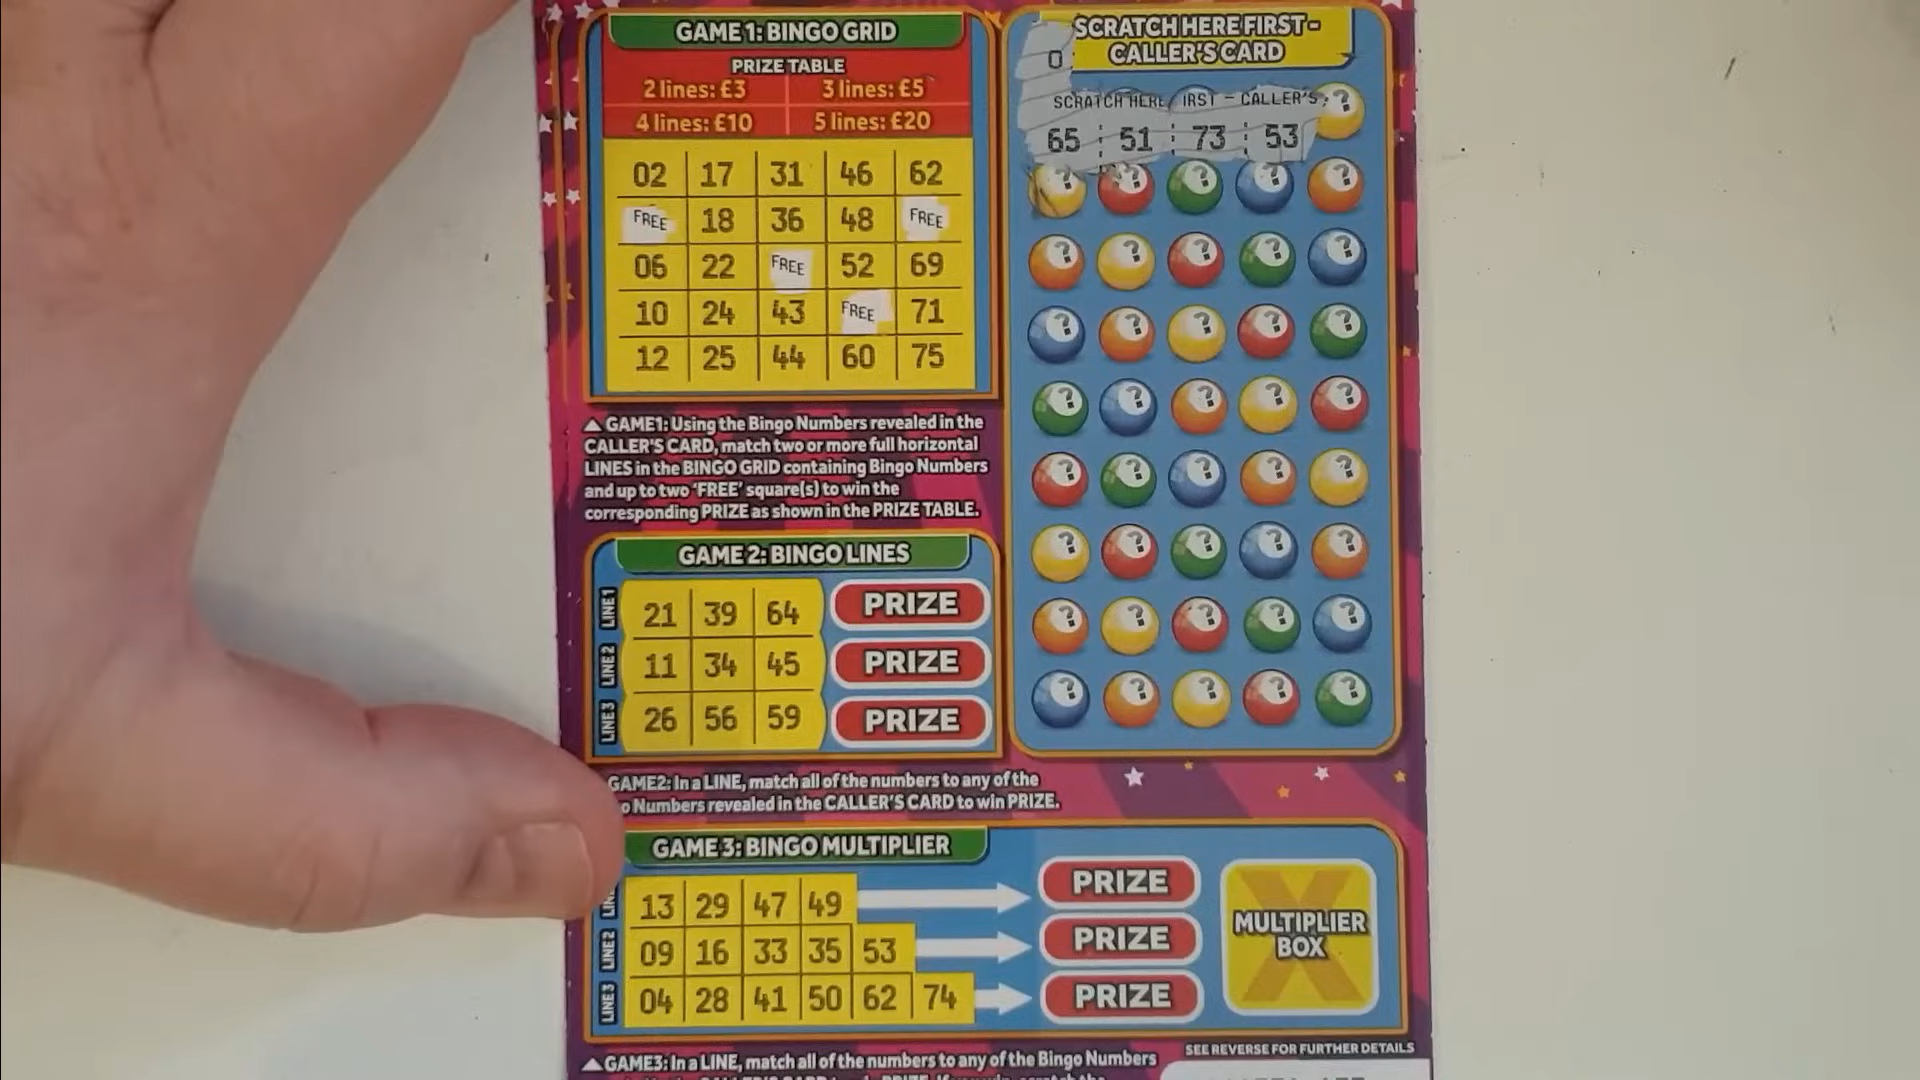 GAME 1: BINGO GRID
PRIZE TABLE
2 lines: £3 3 lines: £5
4 lines: £10 5 lines: £20
02 17 31 46 62
FREE 18 36 48 FREE
06 22 FREE 52 69
10 24 43 FREE 71
12 25 44 60 75
▲ GAME1: Using the Bingo Numbers revealed in the
CALLER'S CARD, match two or more full horizontal
LINES in the BINGO GRID containing Bingo Numbers
and up to two 'FREE' square(s) to win the
corresponding PRIZE as shown in the PRIZE TABLE.
GAME 2: BINGO LINES
LINE 1 21 39 64 PRIZE
LINE 2 11 34 45 PRIZE
LINE 3 26 56 59 PRIZE
GAME2: In a LINE, match all of the numbers to any of the
Numbers revealed in the CALLER'S CARD to win PRIZE.
SCRATCH HERE FIRST -
CALLER'S CARD
SCRATCH HERE IRST - CALLER'S
65 51 73 53
? 
? ? ? ? ?
? ? ? ? ?
? ? ? ? ?
? ? ? ? ?
? ? ? ? ?
? ? ? ? ?
? ? ? ? ?
? ? ? ? ?
GAME 3: BINGO MULTIPLIER
13 29 47 49 PRIZE
LINE 2 09 16 33 35 53 PRIZE
LINE 3 04 28 41 50 62 74 PRIZE
X
MULTIPLIER
BOX
SEE REVERSE FOR FURTHER DETAILS
▲ GAME3: In a LINE, match all of the numbers to any of the Bingo Numbers